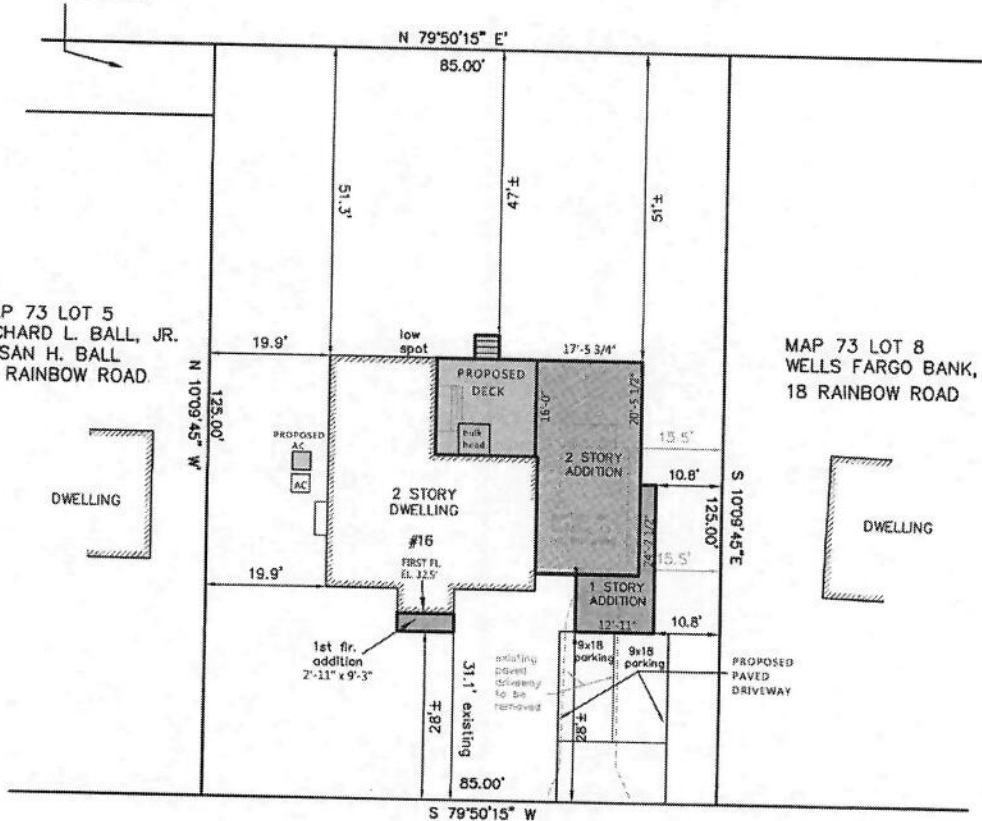 N 79°50'15" E'
85.00'
51.3'
47'±
51'±
P 73 LOT 5
CHARD L. BALL, JR.
SAN H. BALL
RAINBOW ROAD
19.9'
low
spot
17'-5 3/4"
MAP 73 LOT 8
WELLS FARGO BANK,
18 RAINBOW ROAD
N 10°09'45" W
125.00'
PROPOSED
DECK
16'-0"
20'-5 1/2"
bulk
head
15.5'
PROPOSED
AC
AC
2 STORY
ADDITION
10.8'
S 10°09'45"E
125.00'
DWELLING
2 STORY
DWELLING
#16
FIRST FL.
EL. 32.5'
24'-2 1/2"
DWELLING
15.5'
19.9'
1 STORY
ADDITION
12'-11"
10.8'
1st flr.
addition
2'-11" x 9'-3"
9x18
parking
9x18
parking
existing
paved
driveway
to be
removed
PROPOSED
PAVED
DRIVEWAY
28'±
31.1' existing
28'±
85.00'
S 79°50'15" W